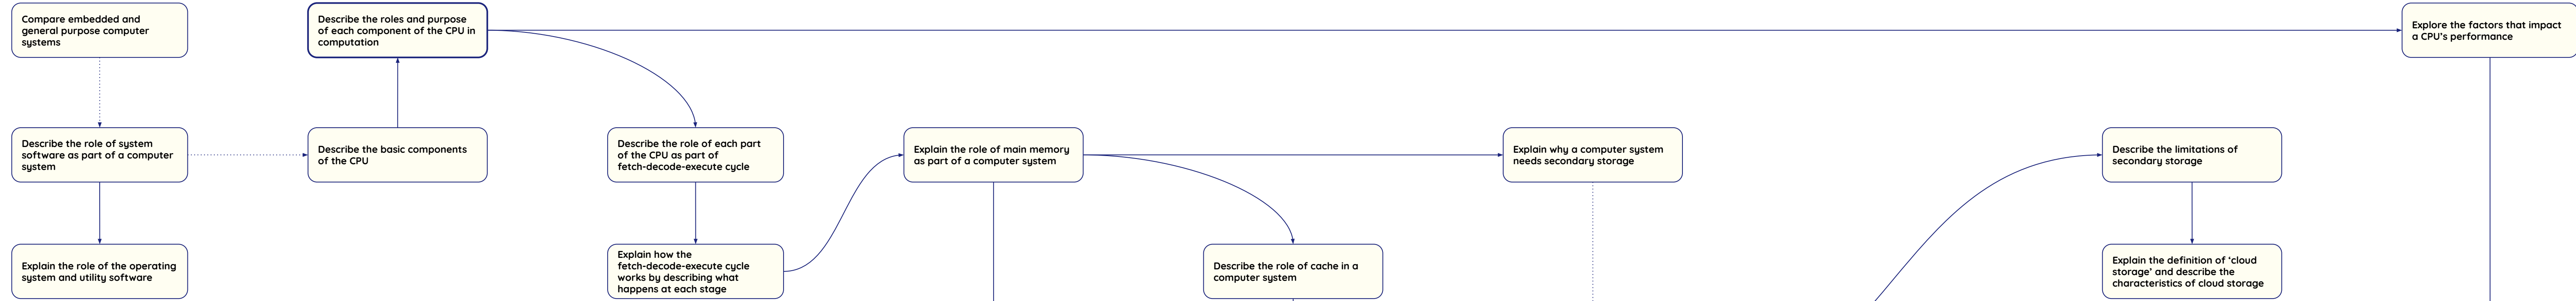 Compare embedded and
general purpose computer
systems
Describe the roles and purpose
of each component of the CPU in
computation
Explore the factors that impact
a CPU's performance
Describe the role of system
software as part of a computer
system
Describe the basic components
of the CPU
Describe the role of each part
of the CPU as part of
fetch-decode-execute cycle
Explain the role of main memory
as part of a computer system
Explain why a computer system
needs secondary storage
Describe the limitations of
secondary storage
Explain the role of the operating
system and utility software
Explain how the
fetch-decode-execute cycle
works by describing what
happens at each stage
Describe the role of cache in a
computer system
Explain the definition of ‘cloud
storage’ and describe the
characteristics of cloud storage